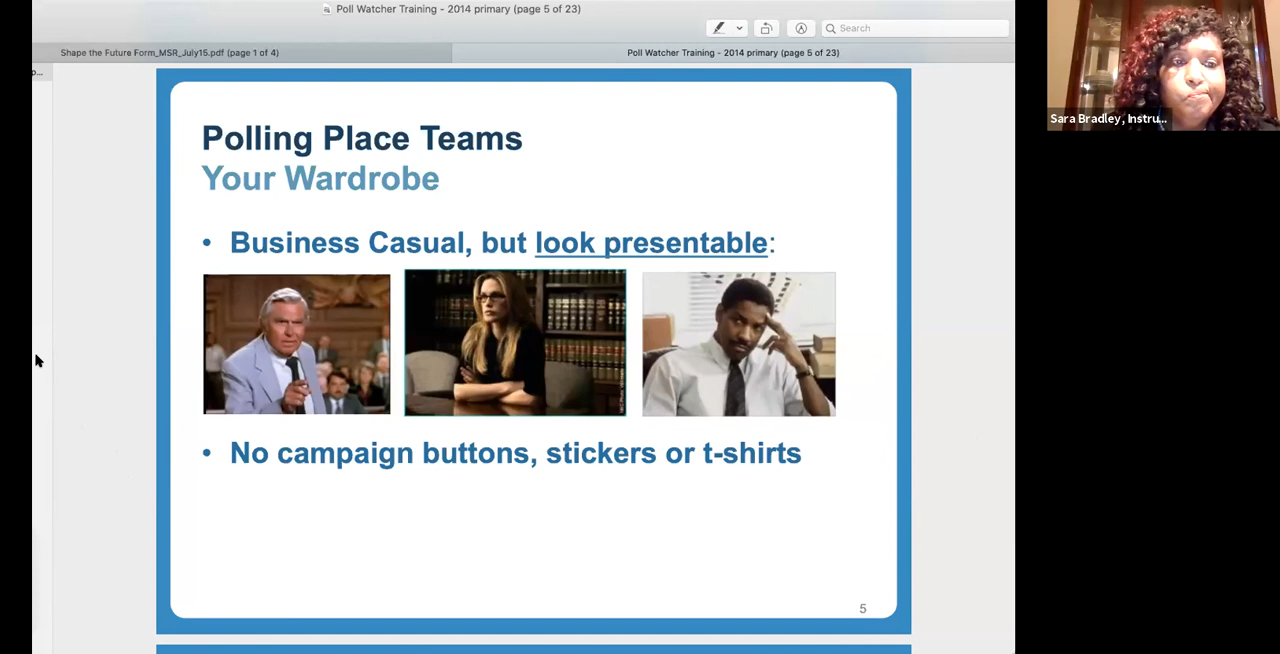 Poll Watcher Training - 2014 primary (page 5 of 23)
Search
Shape the Future Form_MSR_July15.pdf (page 1 of 4)
Poll Watcher Training - 2014 primary (page 5 of 23)
p...
Sara Bradley, Instru...
Polling Place Teams
Your Wardrobe
• Business Casual, but look presentable:
• No campaign buttons, stickers or t-shirts
5